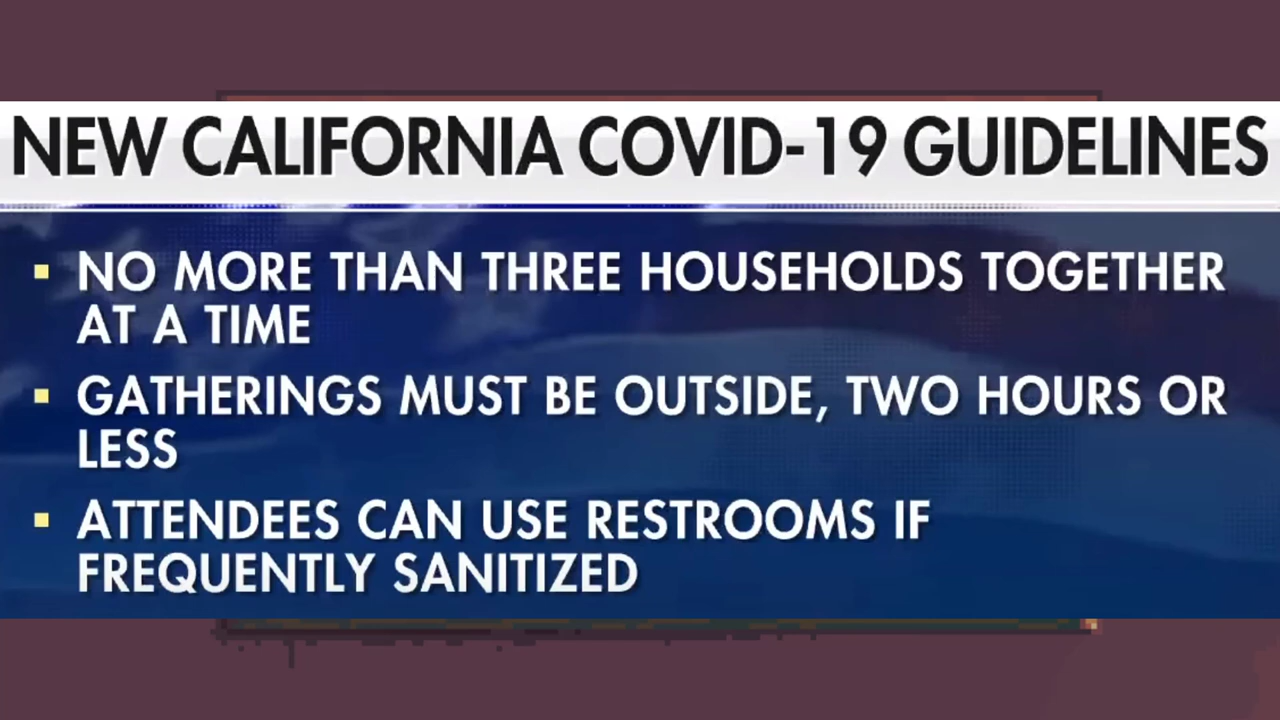 NEW CALIFORNIA COVID-19 GUIDELINES
▪ NO MORE THAN THREE HOUSEHOLDS TOGETHER
AT A TIME
▪ GATHERINGS MUST BE OUTSIDE, TWO HOURS OR
LESS
▪ ATTENDEES CAN USE RESTROOMS IF
FREQUENTLY SANITIZED